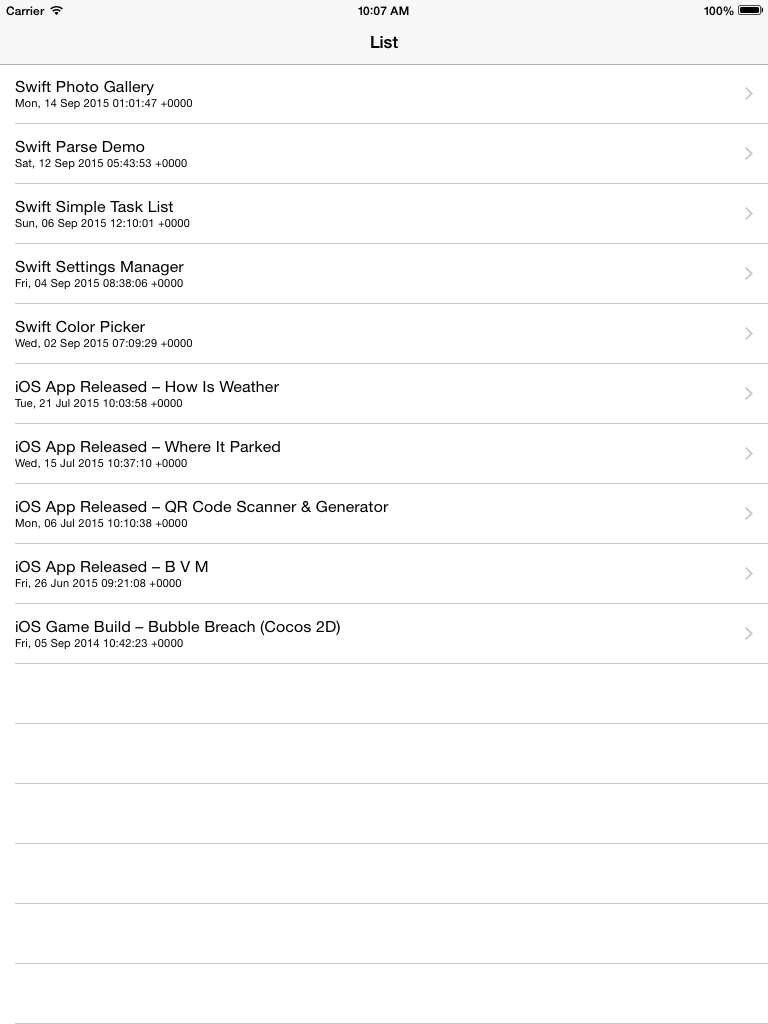 Carrier 10:07 AM 100%
List
Swift Photo Gallery
Mon, 14 Sep 2015 01:01:47 +0000
Swift Parse Demo
Sat, 12 Sep 2015 05:43:53 +0000
Swift Simple Task List
Sun, 06 Sep 2015 12:10:01 +0000
Swift Settings Manager
Fri, 04 Sep 2015 08:38:06 +0000
Swift Color Picker
Wed, 02 Sep 2015 07:09:29 +0000
iOS App Released – How Is Weather
Tue, 21 Jul 2015 10:03:58 +0000
iOS App Released – Where It Parked
Wed, 15 Jul 2015 10:37:10 +0000
iOS App Released – QR Code Scanner & Generator
Mon, 06 Jul 2015 10:10:38 +0000
iOS App Released – B V M
Fri, 26 Jun 2015 09:21:08 +0000
iOS Game Build – Bubble Breach (Cocos 2D)
Fri, 05 Sep 2014 10:42:23 +0000